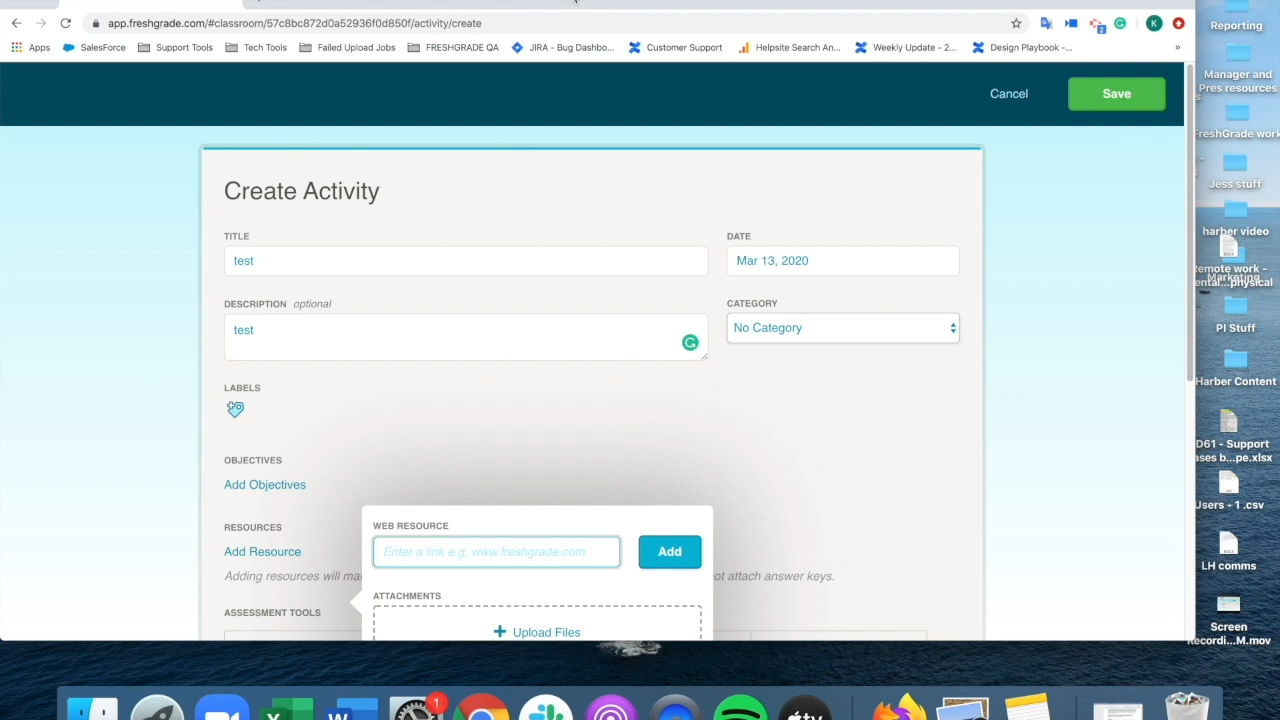 app.freshgrade.com/#classroom/57c8bc872d0a52936f0d850f/activity/create
K
2
Apps
SalesForce
Support Tools
Tech Tools
Failed Upload Jobs
FRESHGRADE QA
JIRA - Bug Dashbo...
Customer Support
Helpsite Search An...
Weekly Update - 2...
Design Playbook -...
»
Cancel
Save
Create Activity
TITLE
test
DATE
Mar 13, 2020
DESCRIPTION optional
test
CATEGORY
No Category
LABELS
OBJECTIVES
Add Objectives
RESOURCES
Add Resource
Adding resources will ma
ot attach answer keys.
ASSESSMENT TOOLS
WEB RESOURCE
Enter a link e.g. www.freshgrade.com
Add
ATTACHMENTS
+ Upload Files
Reporting
Manager and
Pres resources
FreshGrade work
Jess stuff
harber video
Remote work -
Marketing
PI Stuff
Harber Content
D61 - Support
Users - 1 .csv
LH comms
Screen
Recordi...M.mov
1
tv